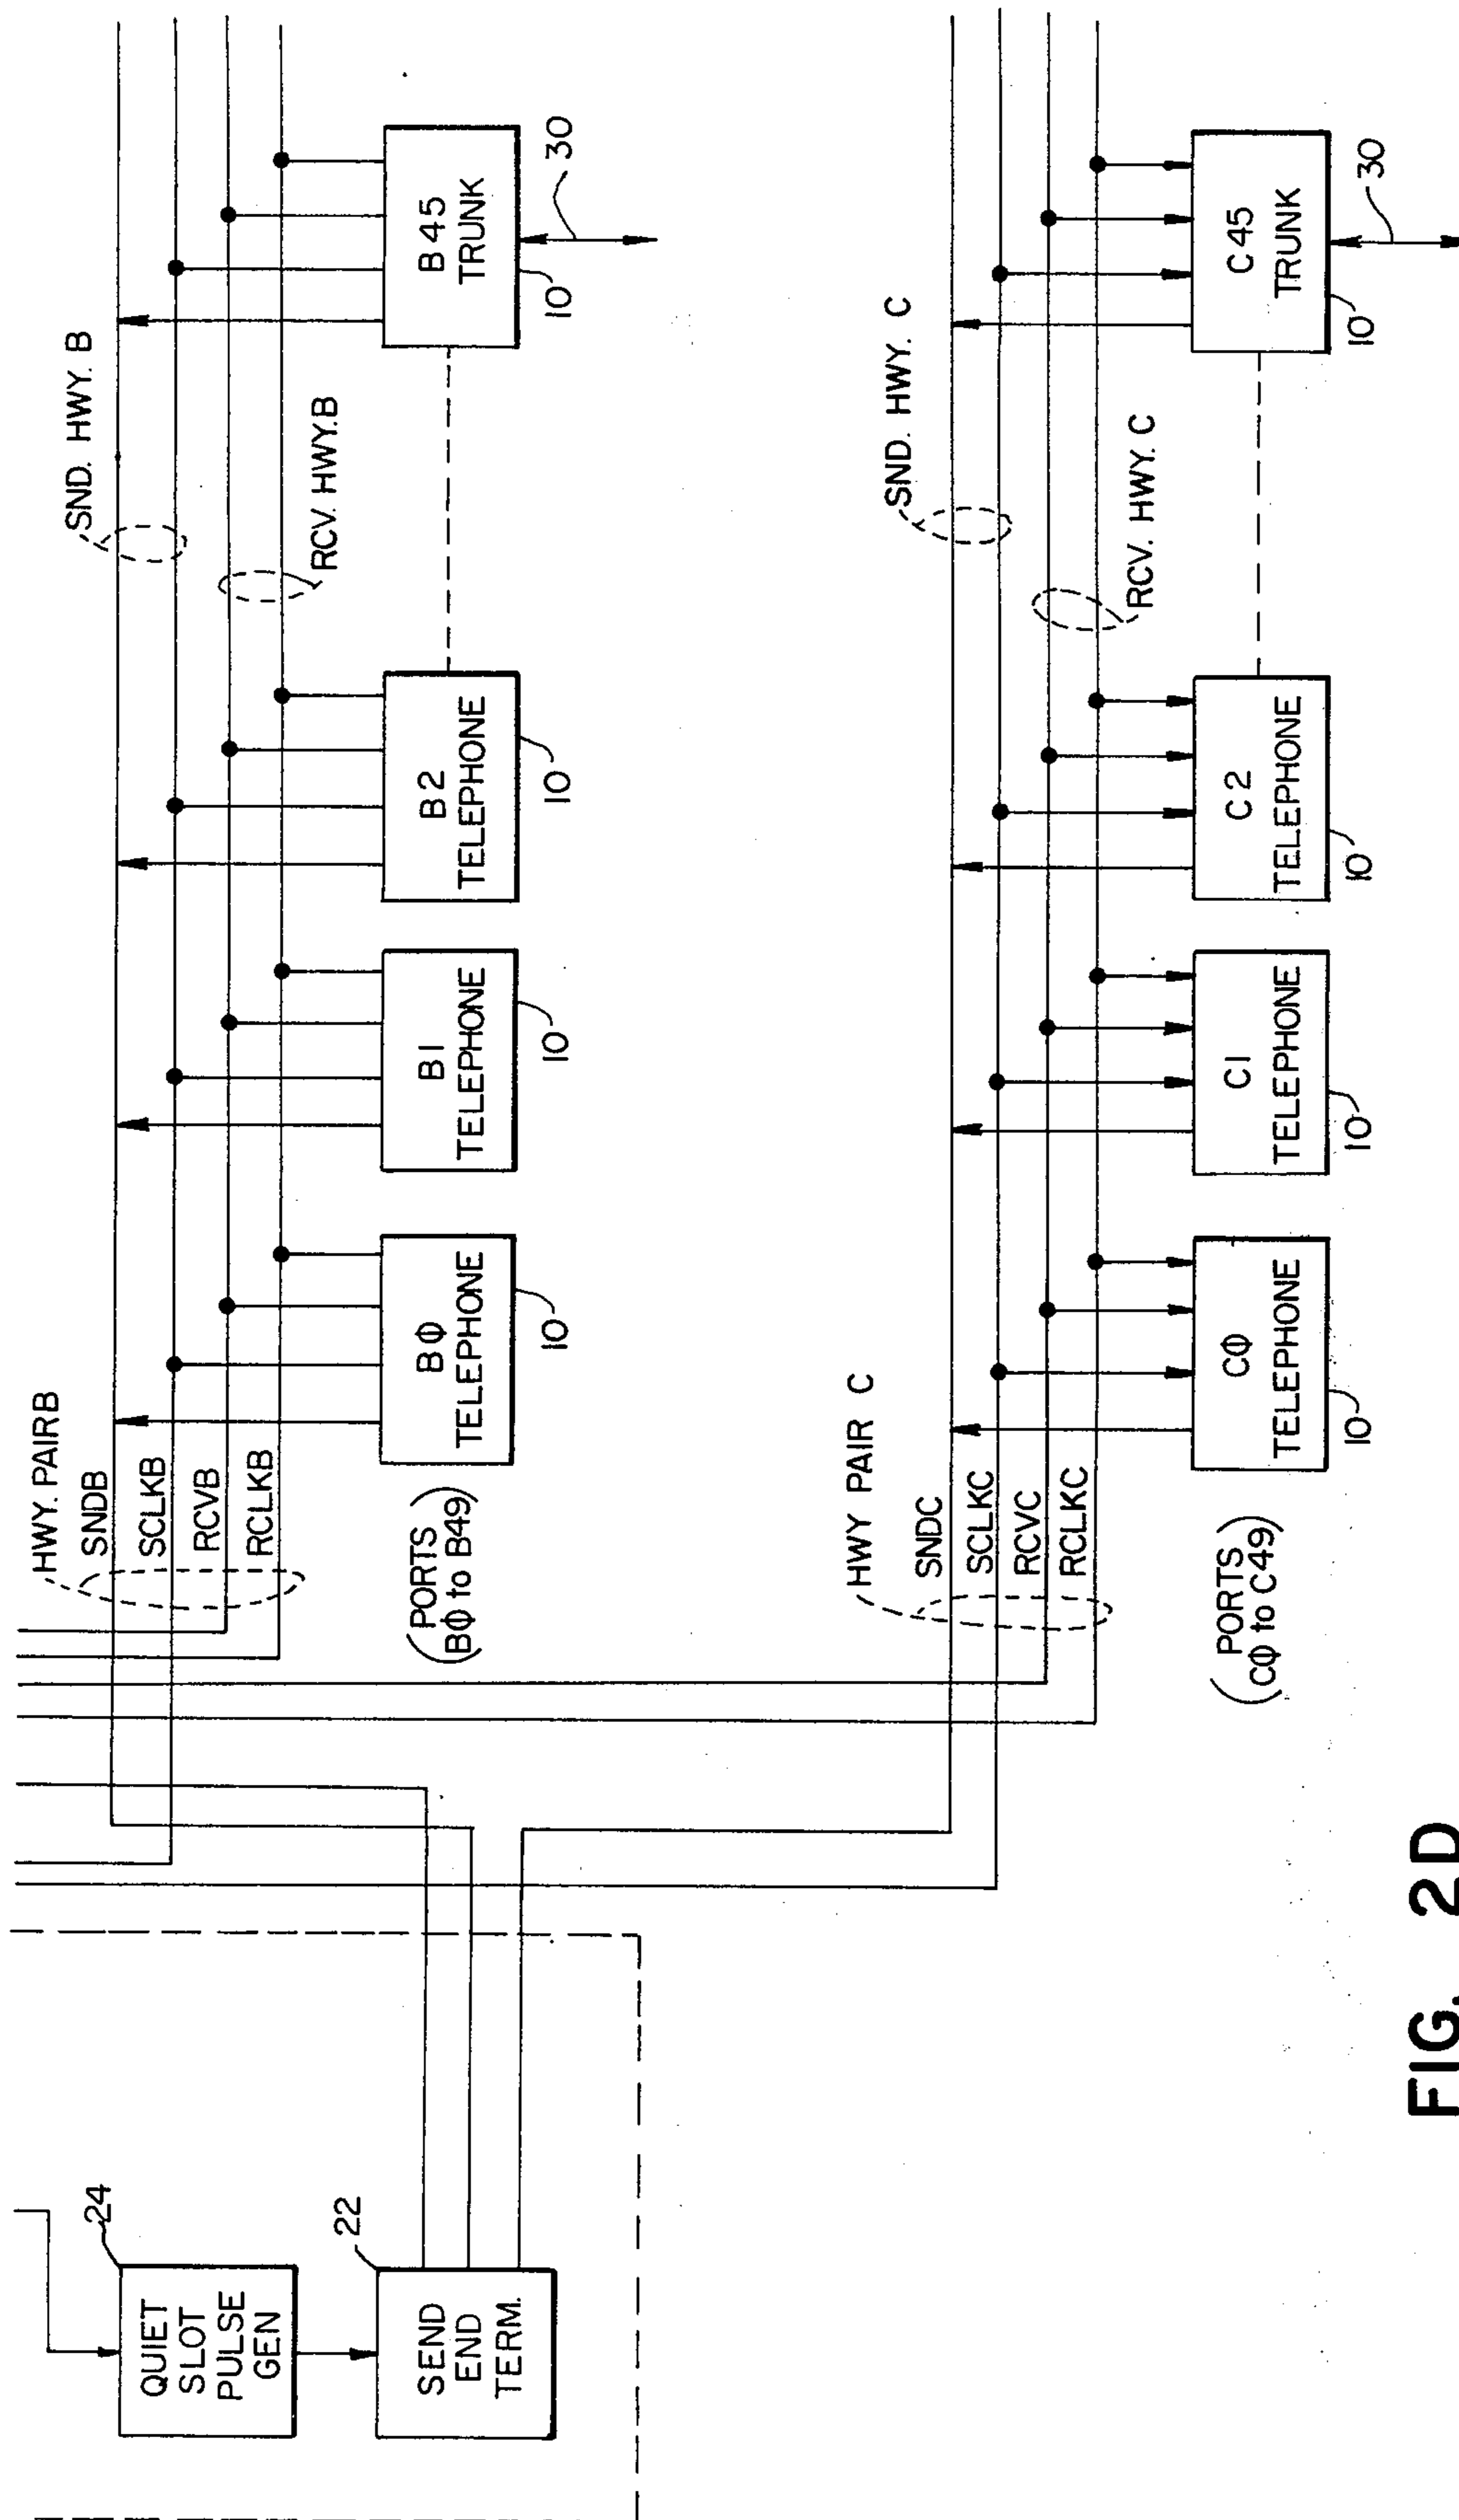 24
QUIET
SLOT
PULSE
GEN
22
SEND
END
TERM.
HWY. PAIRB
SNDB
SCLKB
RCVB
RCLKB
SND. HWY. B
RCV. HWY.B
(PORTS
BΦ to B49)
BΦ
TELEPHONE
10
B1
TELEPHONE
10
B2
TELEPHONE
10
B45
TRUNK
10
30
HWY PAIR C
SNDC
SCLKC
RCVC
RCLKC
SND. HWY. C
RCV. HWY. C
(PORTS
CΦ to C49)
CΦ
TELEPHONE
10
C1
TELEPHONE
10
C2
TELEPHONE
10
C45
TRUNK
10
30
FIG. 2D